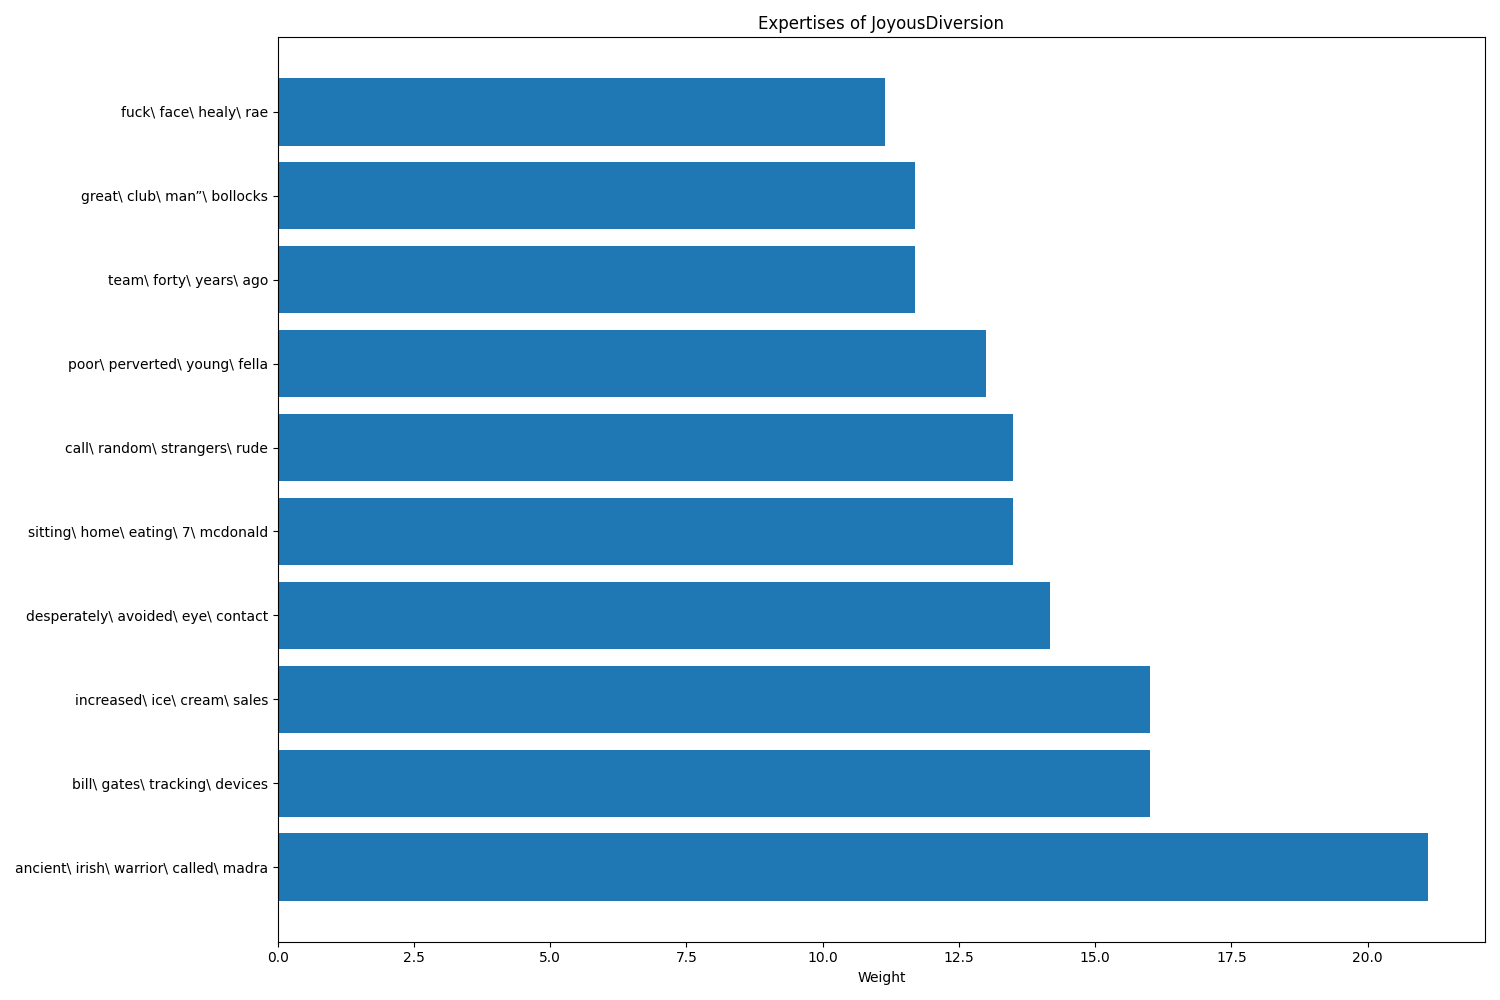 Expertises of JoyousDiversion
fuck\ face\ healy\ rae
great\ club\ man”\ bollocks
team\ forty\ years\ ago
poor\ perverted\ young\ fella
call\ random\ strangers\ rude
sitting\ home\ eating\ 7\ mcdonald
desperately\ avoided\ eye\ contact
increased\ ice\ cream\ sales
bill\ gates\ tracking\ devices
ancient\ irish\ warrior\ called\ madra
0.0 2.5 5.0 7.5 10.0 12.5 15.0 17.5 20.0
Weight